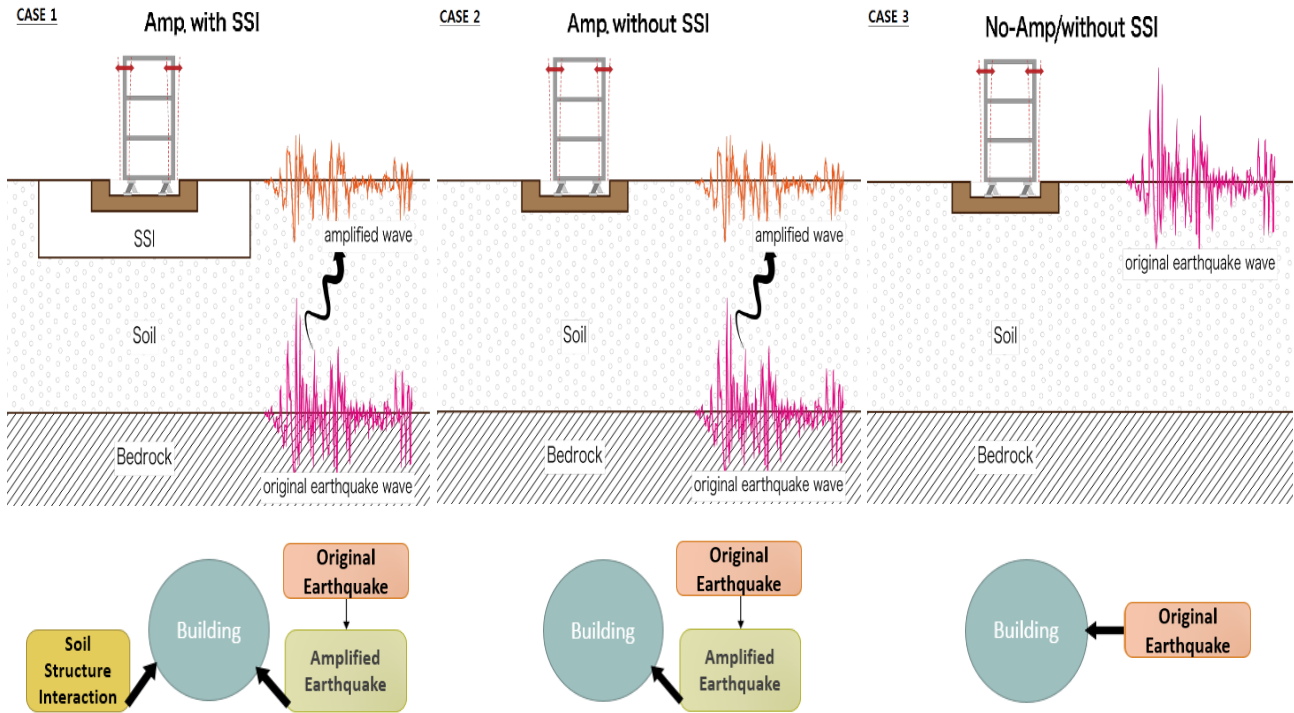 CASE 1
Amp. with SSI
SSI
amplified wave
Soil
Bedrock
original earthquake wave
Soil
Structure
Interaction
Building
Original
Earthquake
Amplified
Earthquake
CASE 2
Amp. without SSI
amplified wave
Soil
Bedrock
original earthquake wave
Building
Original
Earthquake
Amplified
Earthquake
CASE 3
No-Amp/without SSI
original earthquake wave
Soil
Bedrock
Building
Original
Earthquake